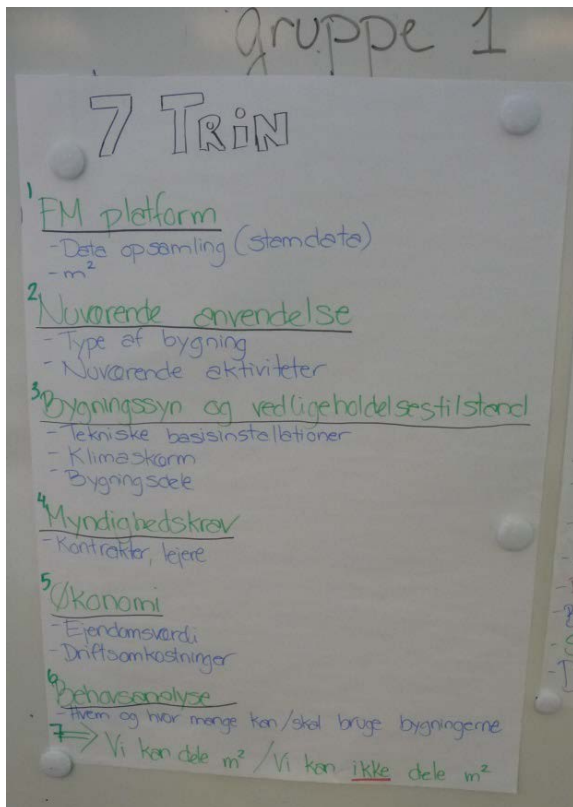 gruppe 1
7 TRIN
1 FM platform
- Data opsamling (stamdata)
- m²
2 Nuværende anvendelse
- Type af bygning
- Nuværende aktiviteter
3 Bygningssyn og vedligeholdelsestilstand
- Tekniske basisinstallationer
- Klimaskærm
- Bygningsdele
4 Myndighedskrav
- Kontrakter, lejere
5 Økonomi
- Ejendomsværdi
- Driftsomkostninger
6 Behovsanalyse
- Hvem og hvor mange kan/skal bruge bygningerne
7 ⇒ Vi kan dele m² / Vi kan ikke dele m²